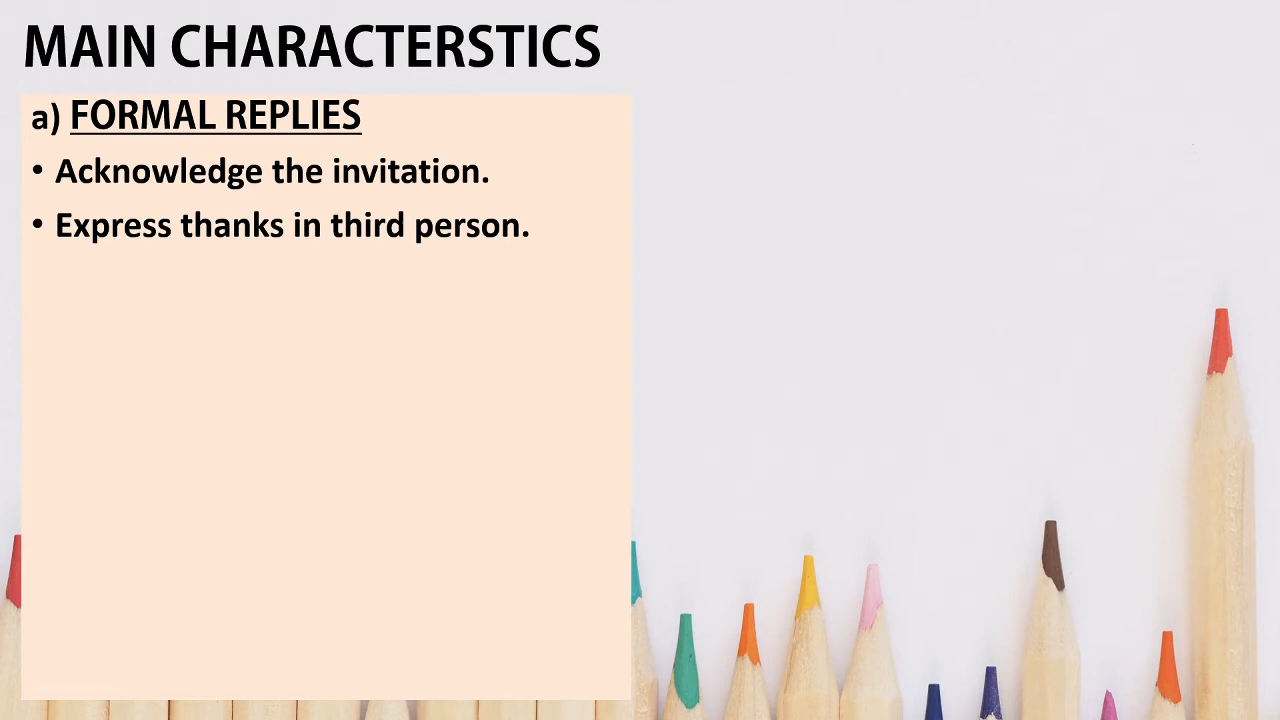 MAIN CHARACTERSTICS
a) FORMAL REPLIES
• Acknowledge the invitation.
• Express thanks in third person.